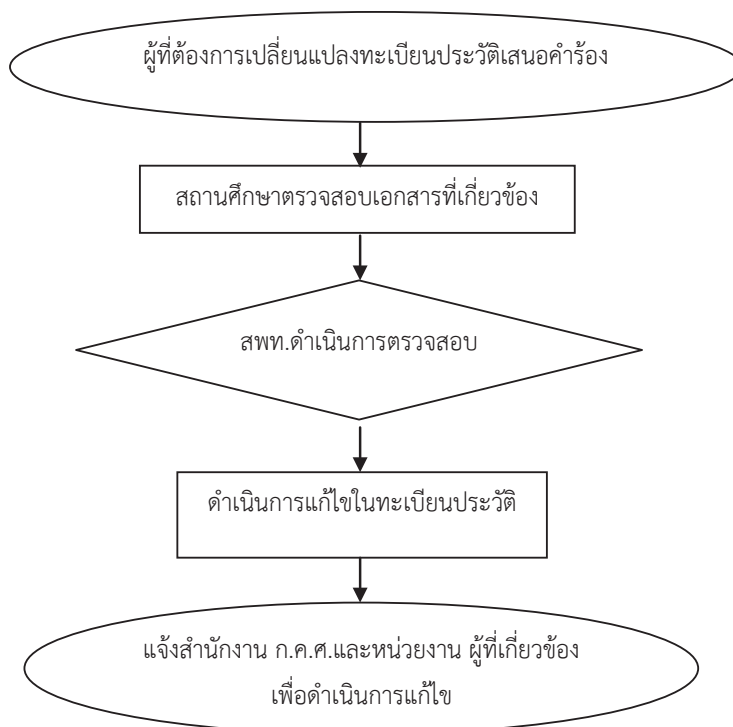 ผู้ที่ต้องการเปลี่ยนแปลงทะเบียนประวัติเสนอคำร้อง
สถานศึกษาตรวจสอบเอกสารที่เกี่ยวข้อง
สพท.ดำเนินการตรวจสอบ
ดำเนินการแก้ไขในทะเบียนประวัติ
แจ้งสำนักงาน ก.ค.ศ.และหน่วยงาน ผู้ที่เกี่ยวข้อง
เพื่อดำเนินการแก้ไข